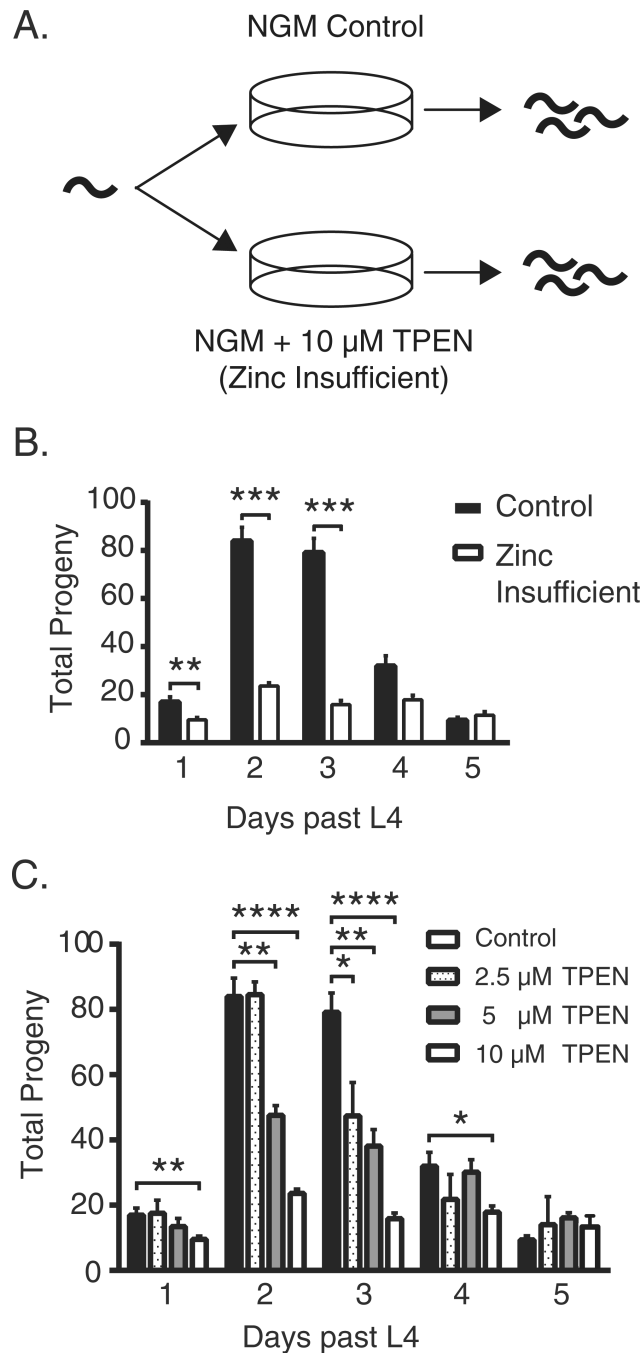 A.
NGM Control
NGM + 10 µM TPEN
(Zinc Insufficient)
B.
Total Progeny
100
80
60
40
20
0
**
***
***
Control
Zinc
Insufficient
1 2 3 4 5
Days past L4
C.
Total Progeny
100
80
60
40
20
0
**
****
**
****
**
*
*
Control
2.5 µM TPEN
5 µM TPEN
10 µM TPEN
1 2 3 4 5
Days past L4